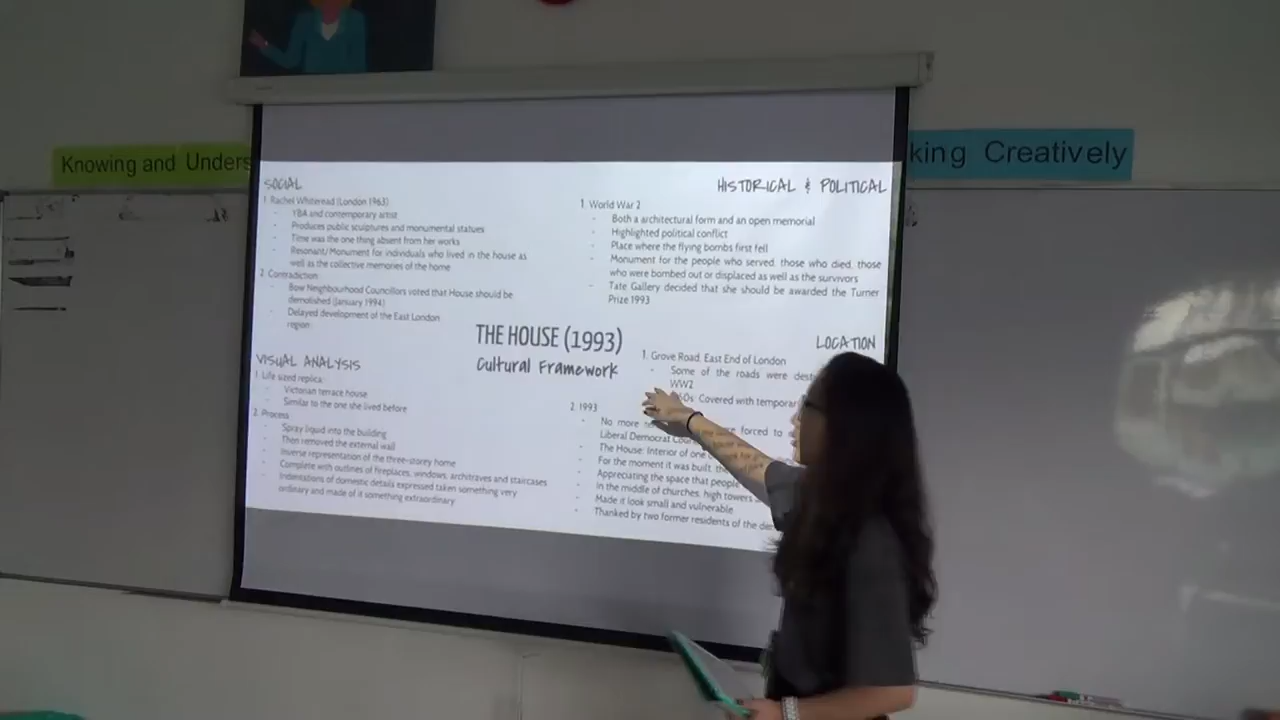 Knowing and Unders
king Creatively
SOCIAL
1. Rachel Whiteread (London 1963)
- YBA and contemporary artist
- Produces public sculptures and monumental statues
- Time was the one thing absent from her works
- Resonant/Monument for individuals who lived in the house as
well as the collective memories of the home
2. Contradiction:
- Bow Neighbourhood Councillors voted that House should be
demolished (January 1994)
- Delayed development of the East London
region
HISTORICAL & POLITICAL
1. World War 2
- Both a architectural form and an open memorial
- Highlighted political conflict
- Place where the flying bombs first fell
- Monument for the people who served, those who died, those
who were bombed out or displaced as well as the survivors
- Tate Gallery decided that she should be awarded the Turner
Prize 1993
THE HOUSE (1993)
Cultural Framework
VISUAL ANALYSIS
1. Life sized replica:
- Victorian terrace house
- Similar to the one she lived before
2. Process
- Spray liquid into the building
- Then removed the external wall
- Inverse representation of the three-storey home
- Complete with outlines of fireplaces, windows, architraves and staircases
- Indentations of domestic details expressed taken something very
ordinary and made of it something extraordinary
LOCATION
1. Grove Road, East End of London
- Some of the roads were dest
WW2
Covered with temporar
2. 1993
- No more forced to
Liberal Democrat
- The House: Interior of one
- For the moment it was built, the
- Appreciating the space that people
- In the middle of churches, high towers
- Made it look small and vulnerable
- Thanked by two former residents of the